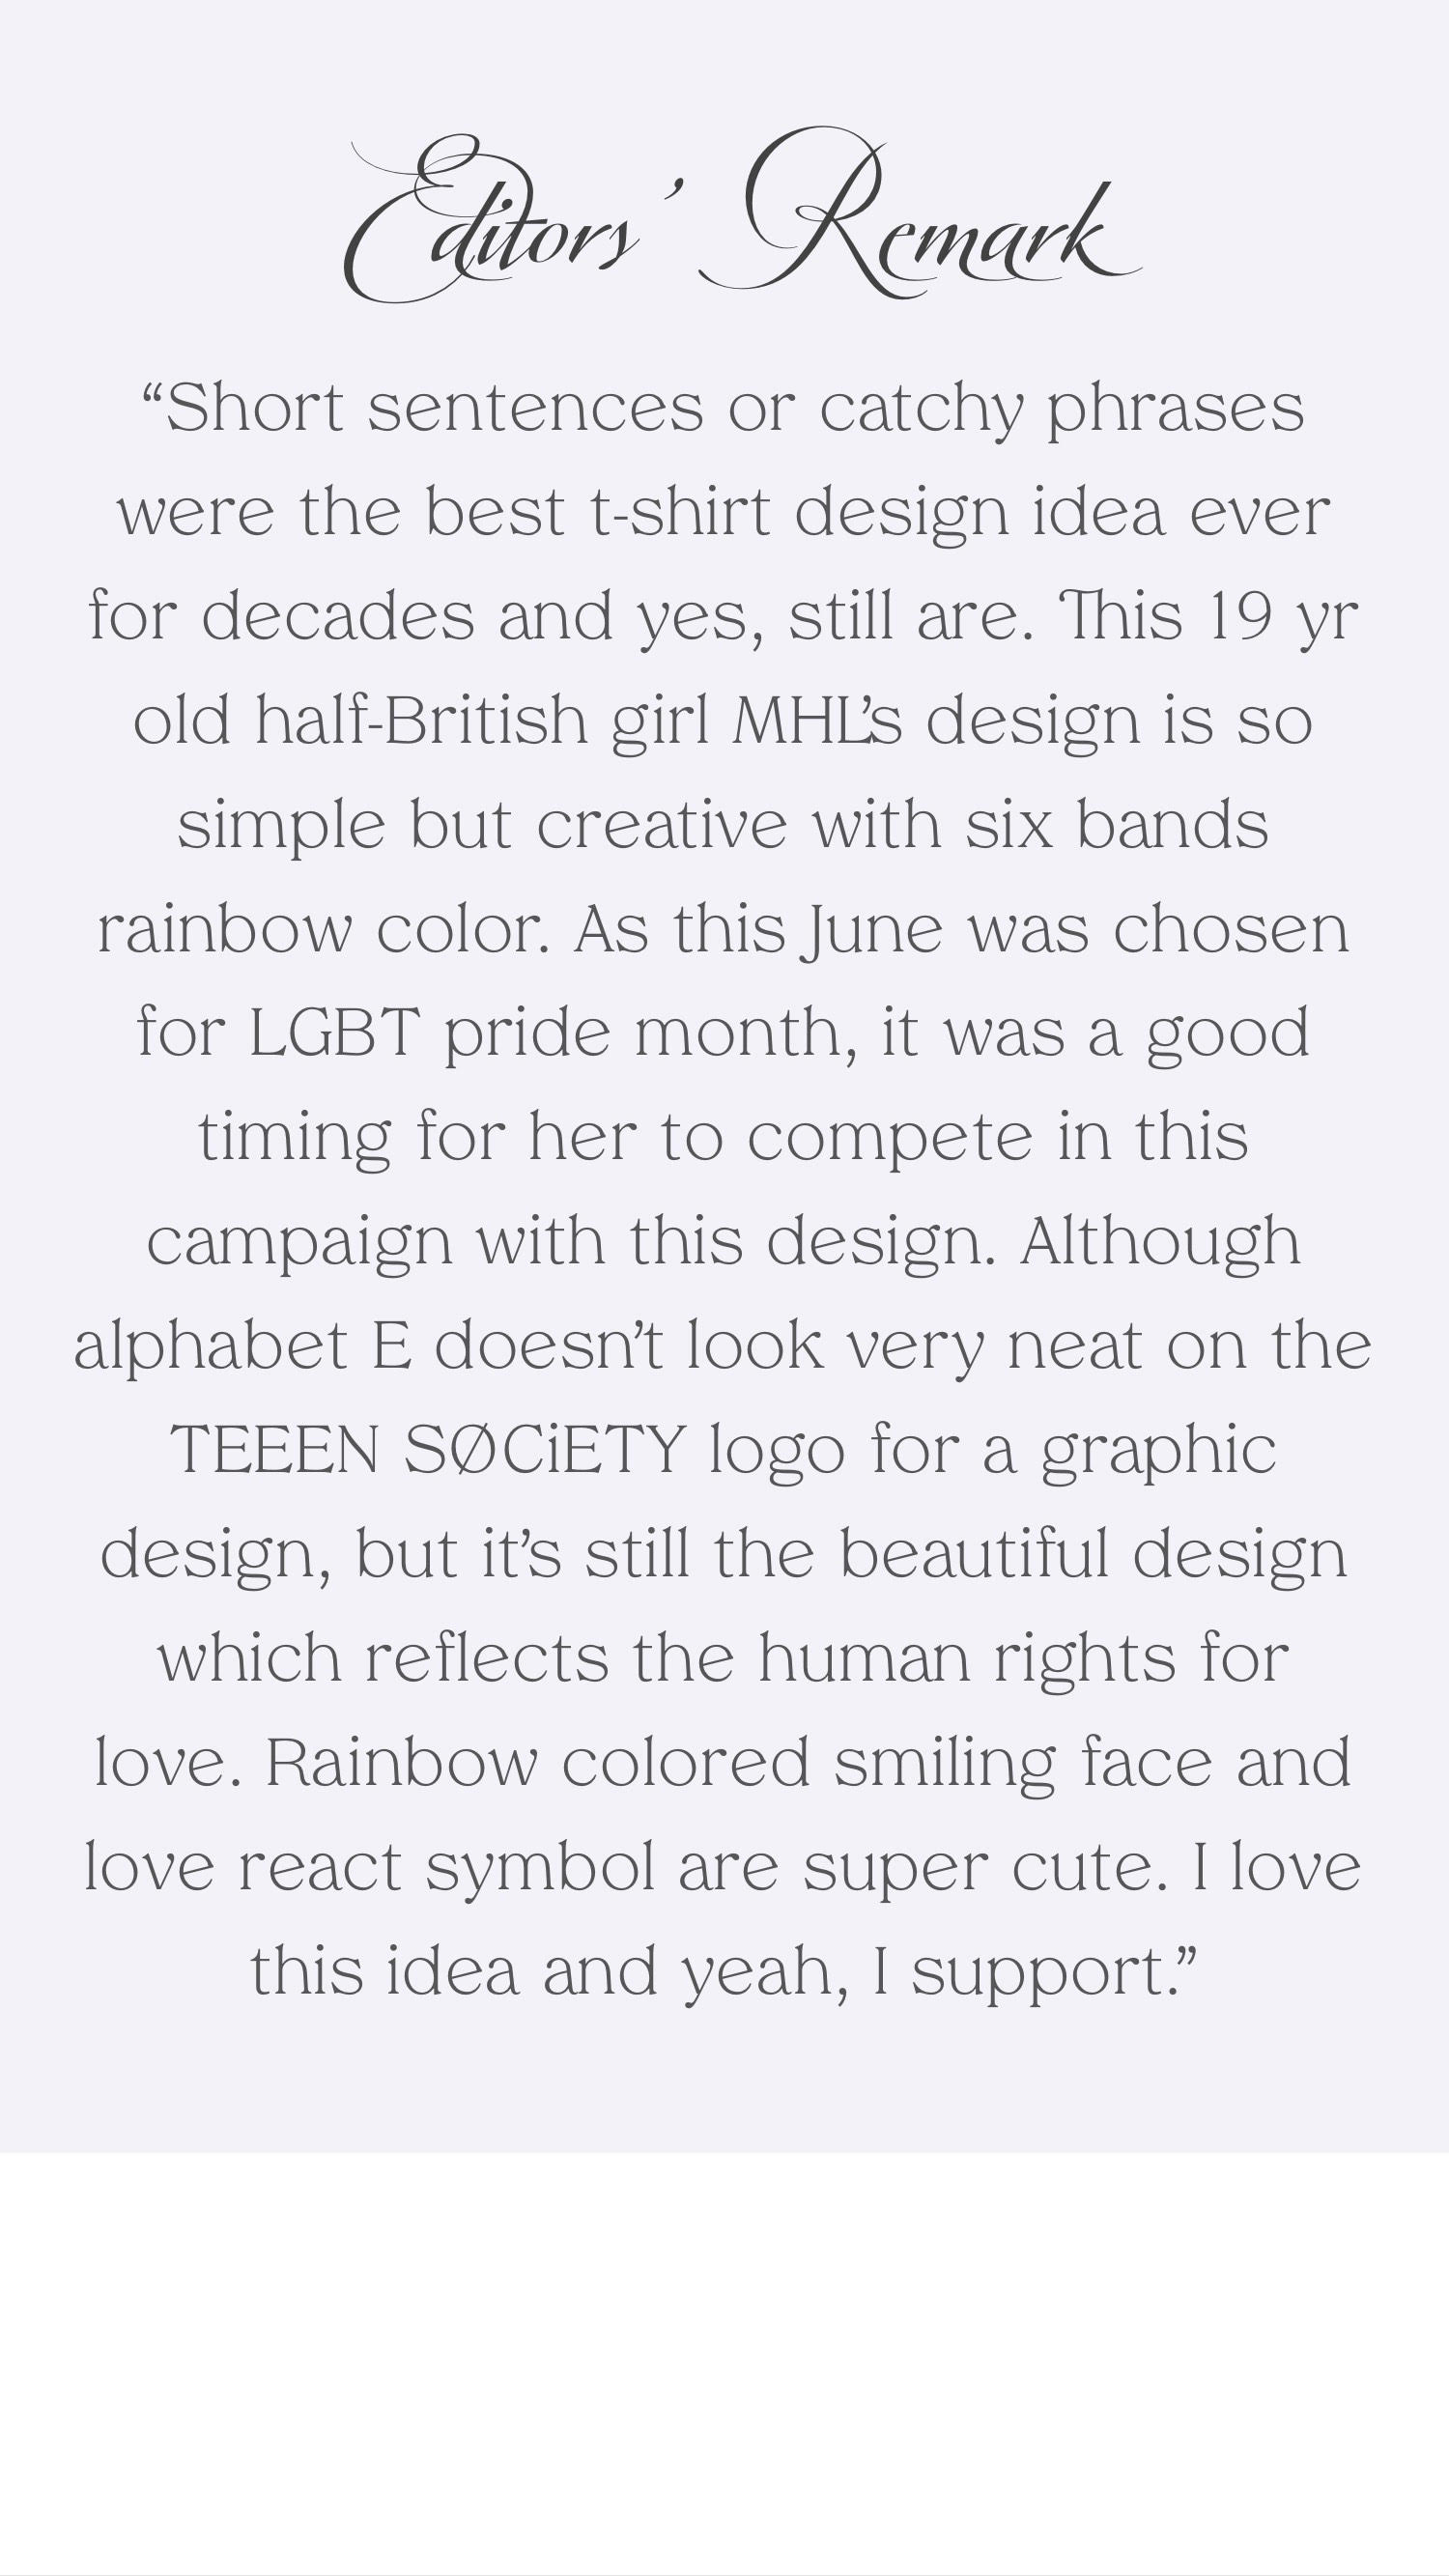 Editors’ Remark
“Short sentences or catchy phrases
were the best t-shirt design idea ever
for decades and yes, still are. This 19 yr
old half-British girl MHL’s design is so
simple but creative with six bands
rainbow color. As this June was chosen
for LGBT pride month, it was a good
timing for her to compete in this
campaign with this design. Although
alphabet E doesn’t look very neat on the
TEEEN SØCiETY logo for a graphic
design, but it’s still the beautiful design
which reflects the human rights for
love. Rainbow colored smiling face and
love react symbol are super cute. I love
this idea and yeah, I support.”